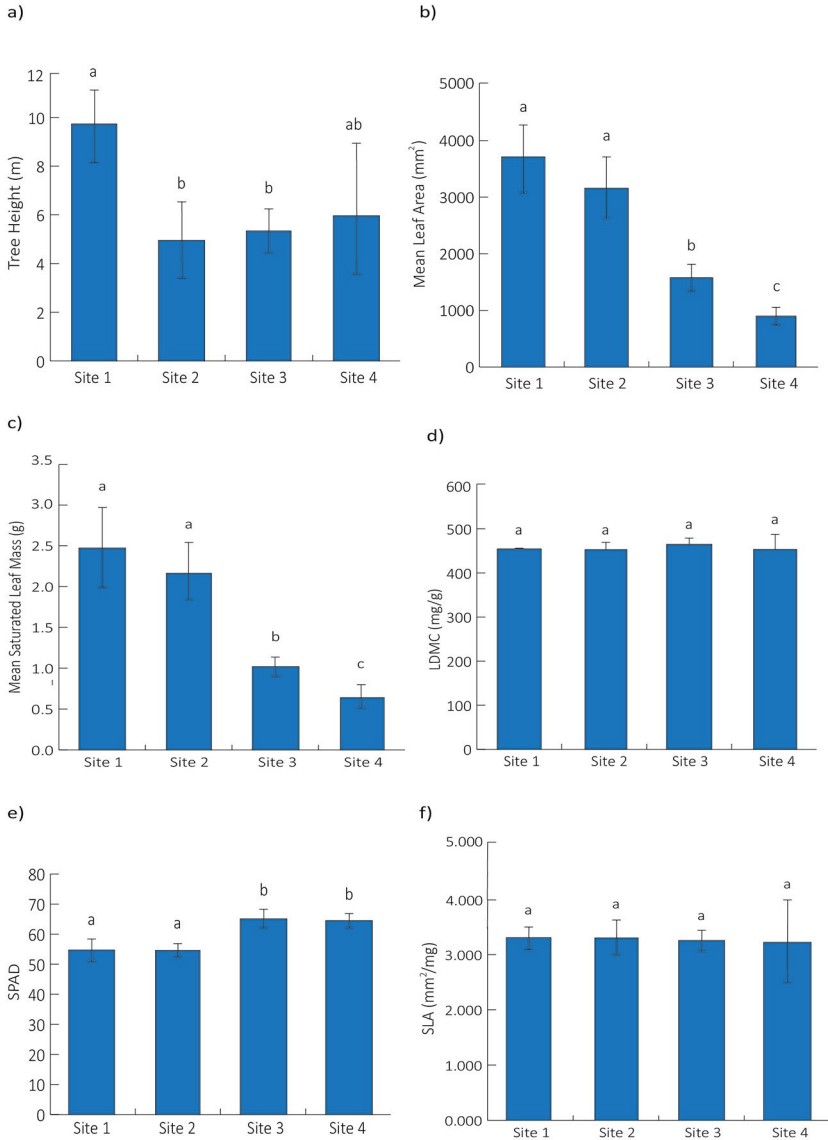 a)
12
10
8
6
4
2
0
Tree Height (m)
a
b
b
ab
Site 1 Site 2 Site 3 Site 4
b)
5000
4000
3000
2000
1000
0
Mean Leaf Area (mm²)
a
a
b
c
Site 1 Site 2 Site 3 Site 4
c)
3.5
3.0
2.5
2.0
1.5
1.0
0.5
0.0
Mean Saturated Leaf Mass (g)
a
a
b
c
Site 1 Site 2 Site 3 Site 4
d)
600
500
400
300
200
100
0
LDMC (mg/g)
a
a
a
a
Site 1 Site 2 Site 3 Site 4
e)
80
70
60
50
40
30
20
10
0
SPAD
a
a
b
b
Site 1 Site 2 Site 3 Site 4
f)
5.000
4.000
3.000
2.000
1.000
0.000
SLA (mm²/mg)
a
a
a
a
Site 1 Site 2 Site 3 Site 4